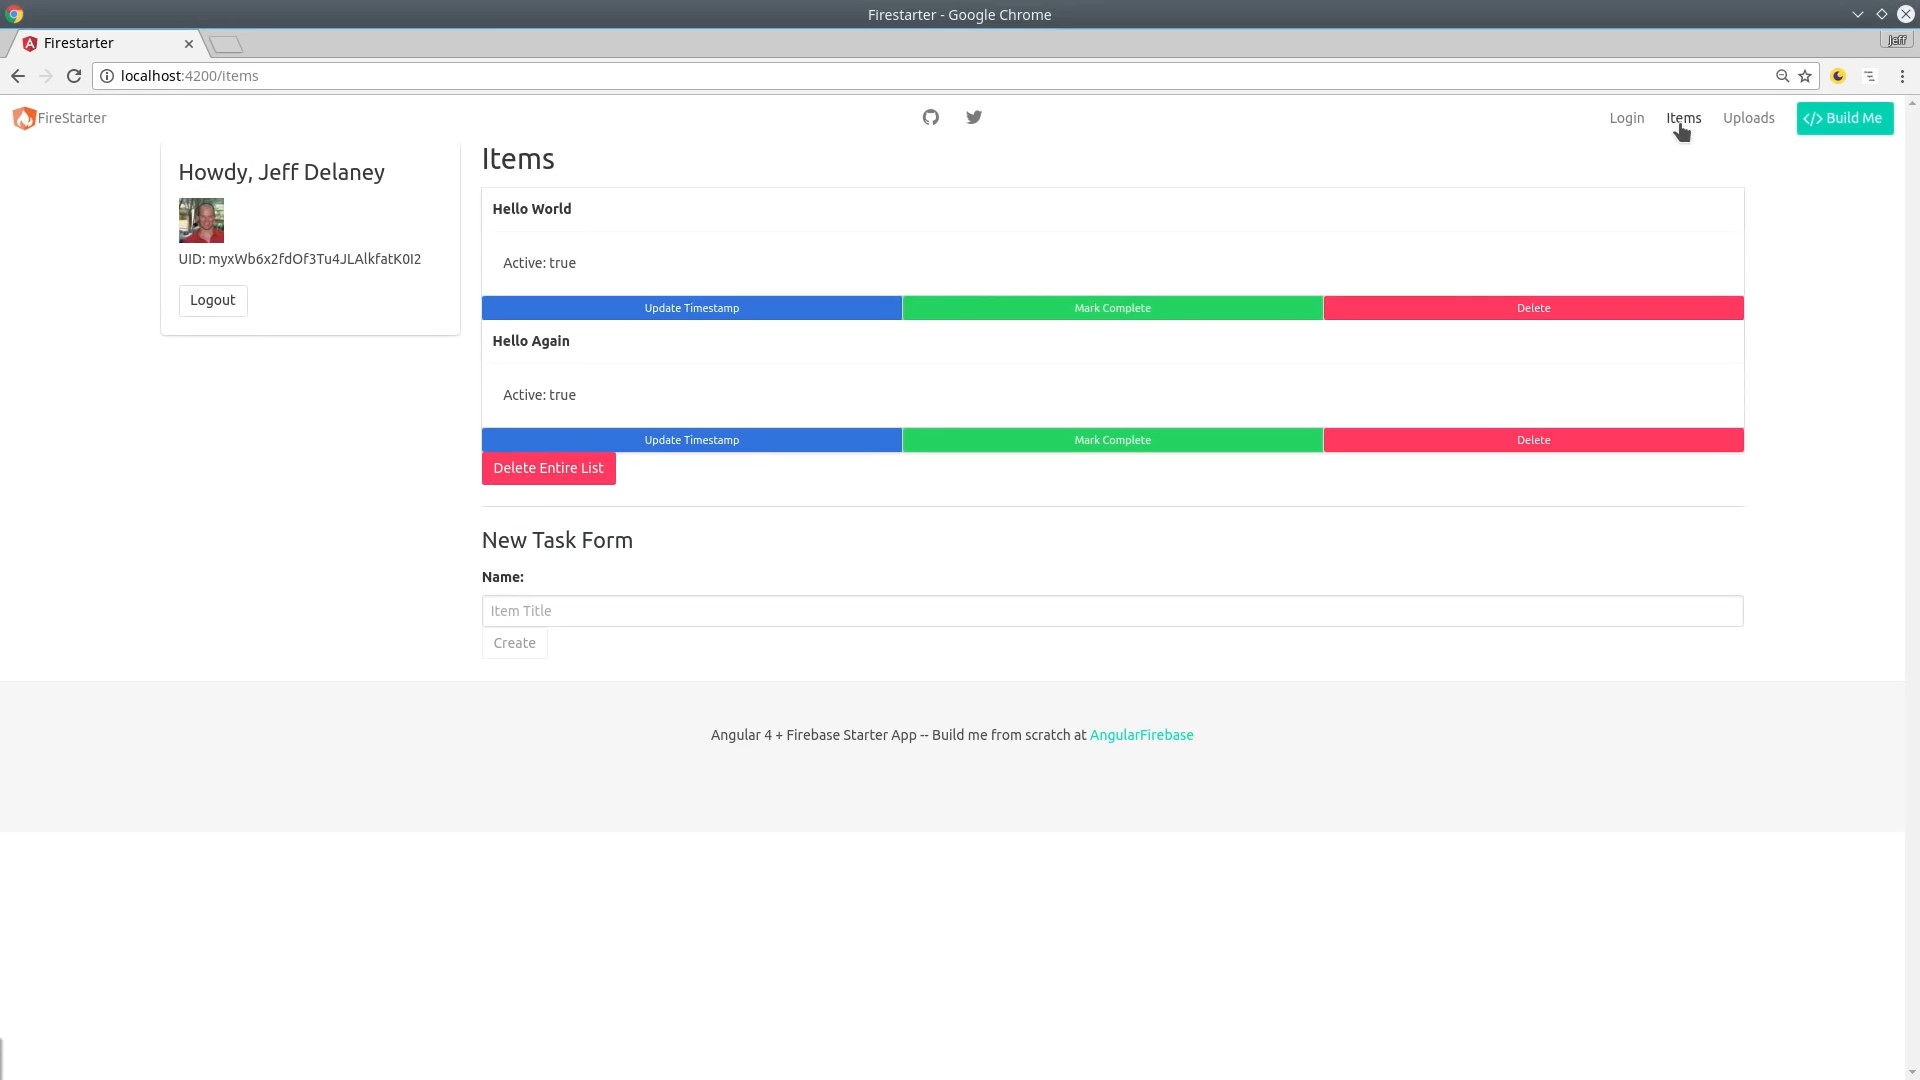 Firestarter - Google Chrome
Firestarter
Jeff
localhost:4200/items
FireStarter
Login Items Uploads </> Build Me
Howdy, Jeff Delaney
UID: myxWb6x2fdOf3Tu4JLAlkfatK0I2
Logout
Items
Hello World
Active: true
Update Timestamp Mark Complete Delete
Hello Again
Active: true
Update Timestamp Mark Complete Delete
Delete Entire List
New Task Form
Name:
Item Title
Create
Angular 4 + Firebase Starter App -- Build me from scratch at AngularFirebase